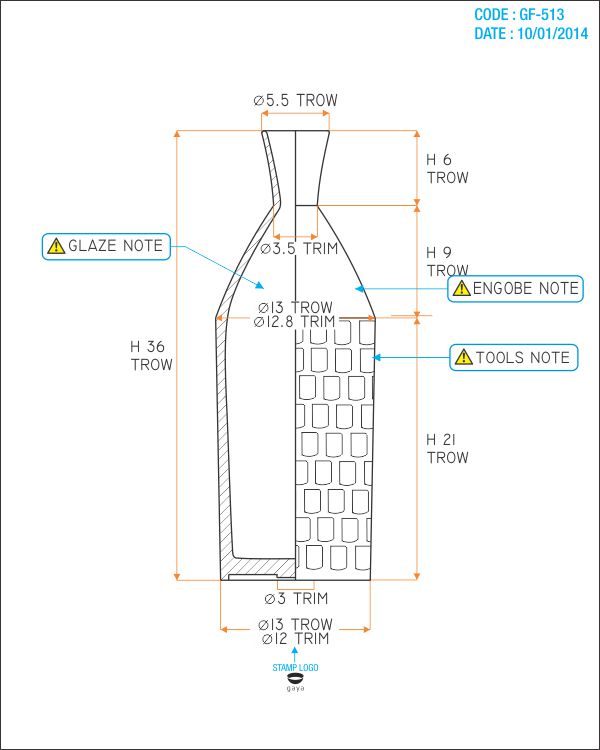 CODE : GF-513
DATE : 10/01/2014
Ø5.5 TROW
H 6
TROW
GLAZE NOTE
Ø3.5 TRIM
H 9
TROW
ENGOBE NOTE
Ø13 TROW
Ø12.8 TRIM
H 36
TROW
TOOLS NOTE
H 21
TROW
Ø3 TRIM
Ø13 TROW
Ø12 TRIM
STAMP LOGO
gaya